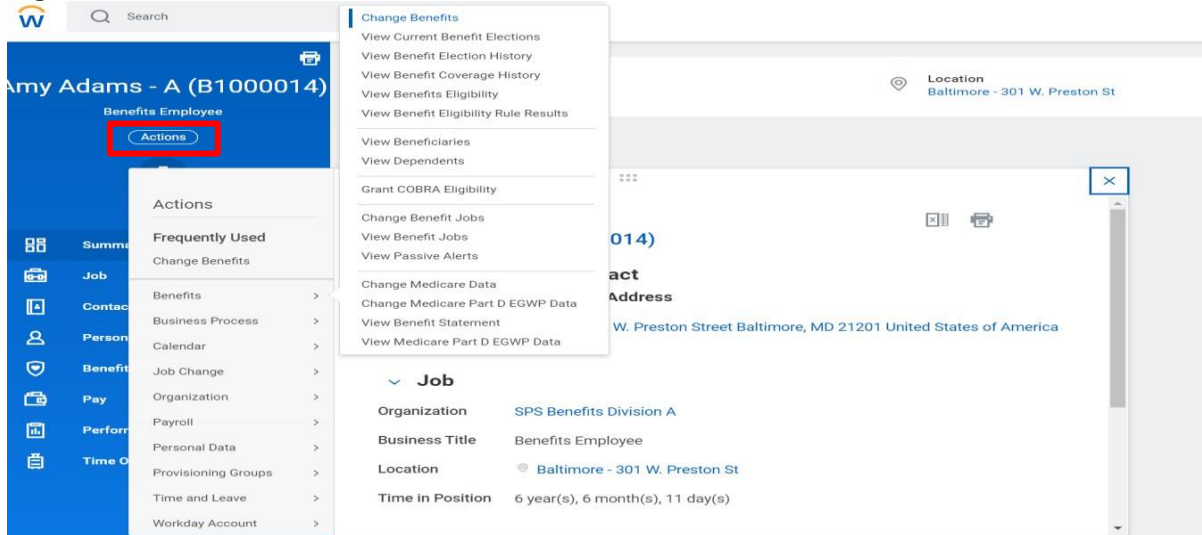 Search
Amy Adams - A (B1000014)
Benefits Employee
Actions
Location
Baltimore - 301 W. Preston St
Change Benefits
View Current Benefit Elections
View Benefit Election History
View Benefit Coverage History
View Benefits Eligibility
View Benefit Eligibility Rule Results
View Beneficiaries
View Dependents
Grant COBRA Eligibility
Change Benefit Jobs
View Benefit Jobs
View Passive Alerts
Change Medicare Data
Change Medicare Part D EGWP Data
View Benefit Statement
View Medicare Part D EGWP Data
Actions
Frequently Used
Change Benefits
Benefits
Business Process
Calendar
Job Change
Organization
Payroll
Personal Data
Provisioning Groups
Time and Leave
Workday Account
Summa
Job
Contac
Person
Benefit
Pay
Perforr
Time O
014)
act
Address
W. Preston Street Baltimore, MD 21201 United States of America
Job
Organization SPS Benefits Division A
Business Title Benefits Employee
Location Baltimore - 301 W. Preston St
Time in Position 6 year(s), 6 month(s), 11 day(s)